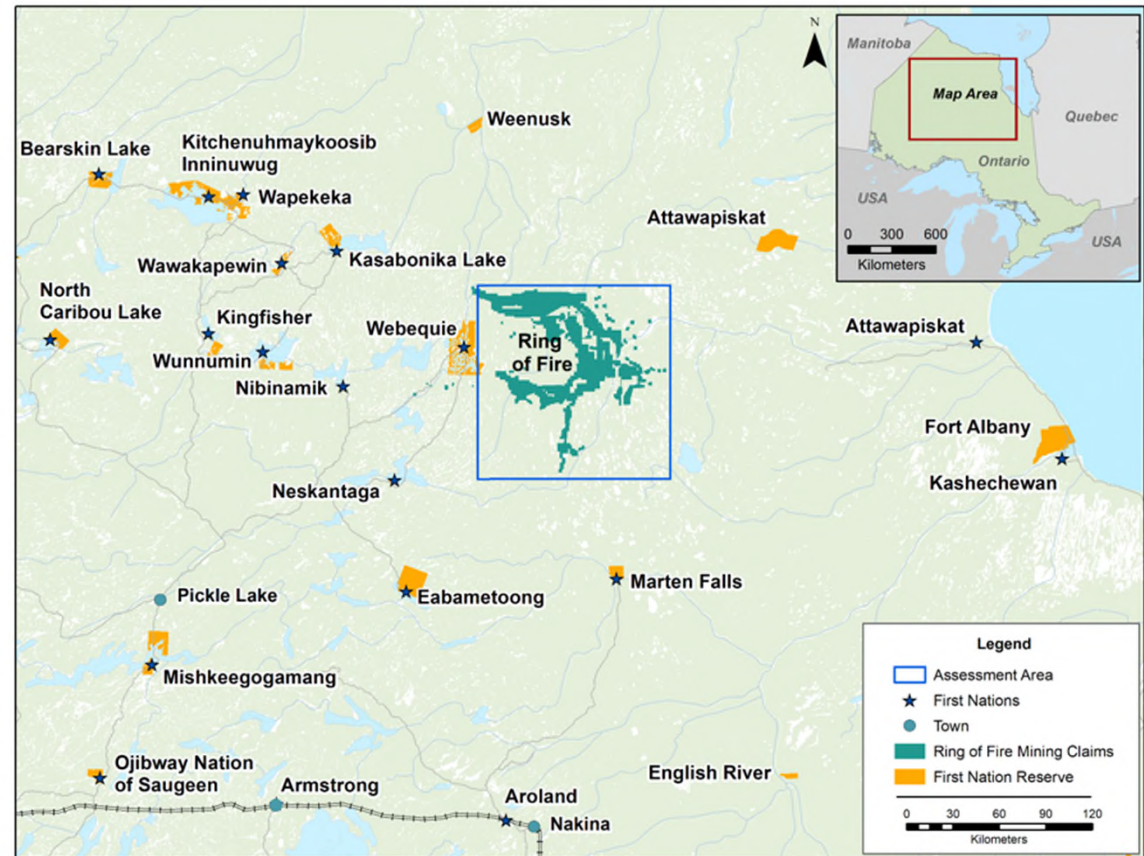 N
Manitoba
Map Area
Quebec
Ontario
USA
USA
0 300 600
Kilometers
Weenusk
Bearskin Lake
Kitchenuhmaykoosib
Inninuwug
Wapekeka
Attawapiskat
Wawakapewin
Kasabonika Lake
North
Caribou Lake
Kingfisher
Webequie
Ring
of Fire
Attawapiskat
Wunnumin
Nibinamik
Fort Albany
Neskantaga
Kashechewan
Pickle Lake
Eabametoong
Marten Falls
Mishkeegogamang
Ojibway Nation
of Saugeen
Armstrong
English River
Aroland
Nakina
Legend
Assessment Area
First Nations
Town
Ring of Fire Mining Claims
First Nation Reserve
0 30 60 90 120
Kilometers